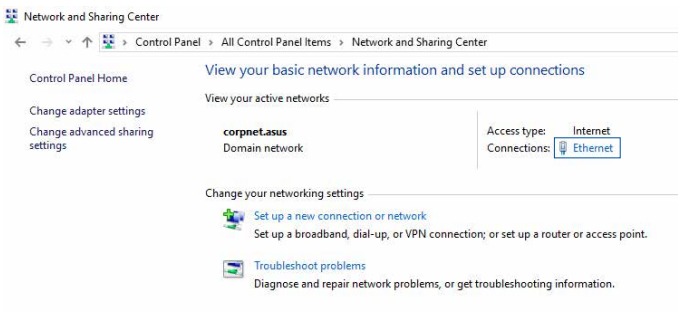 Network and Sharing Center
Control Panel > All Control Panel Items > Network and Sharing Center
Control Panel Home
Change adapter settings
Change advanced sharing
settings
View your basic network information and set up connections
View your active networks
corpnet.asus
Domain network
Access type: Internet
Connections: Ethernet
Change your networking settings
Set up a new connection or network
Set up a broadband, dial-up, or VPN connection; or set up a router or access point.
Troubleshoot problems
Diagnose and repair network problems, or get troubleshooting information.